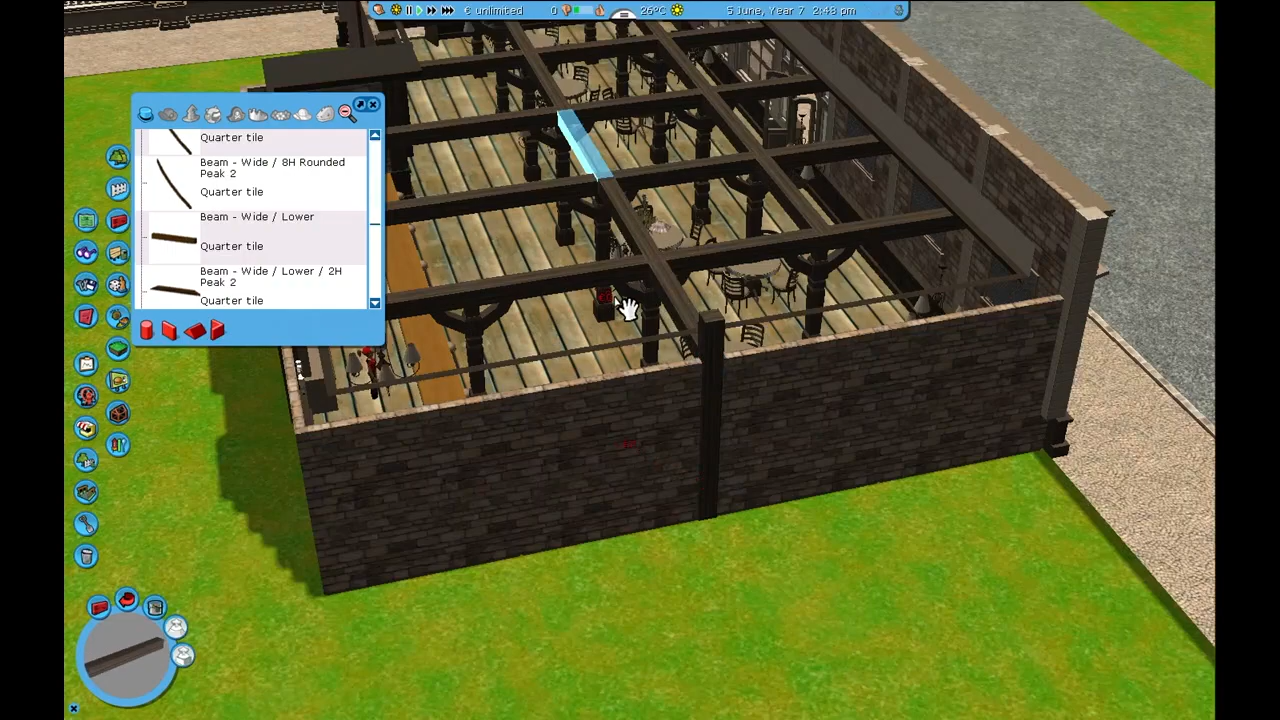 € unlimited 0 26°C 5 June, Year 7 2:48 pm
Quarter tile
Beam - Wide / 8H Rounded
Peak 2
Quarter tile
Beam - Wide / Lower
Quarter tile
Beam - Wide / Lower / 2H
Peak 2
Quarter tile